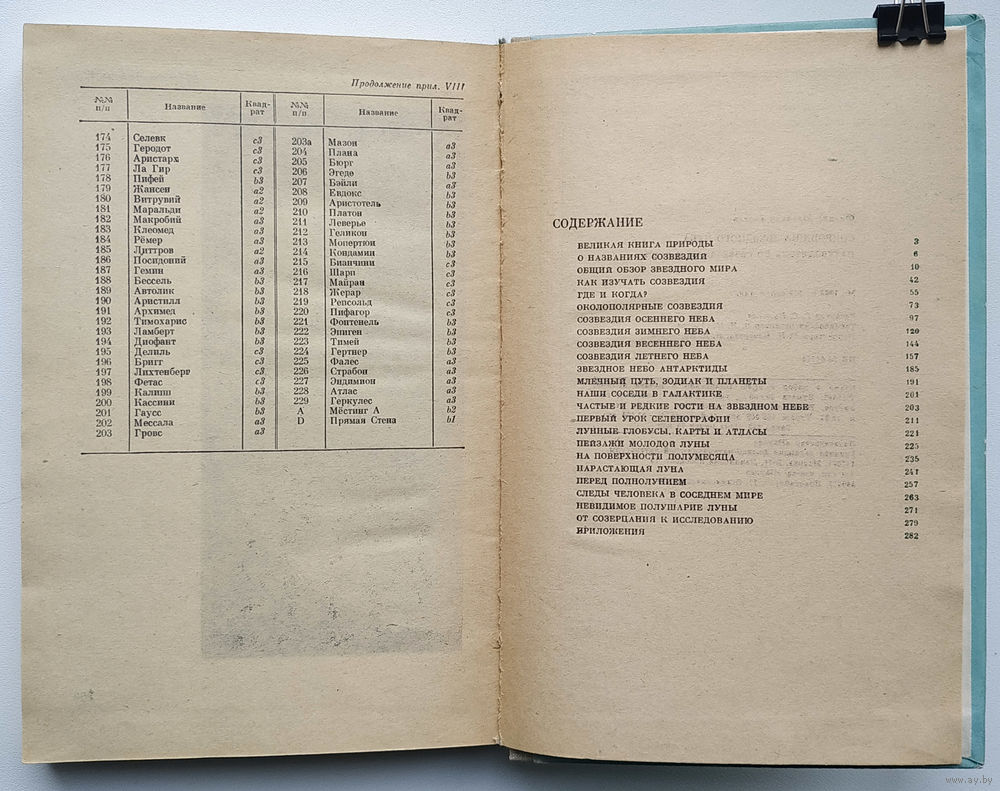 Продолжение прил. VIII
№№ п/п Название Квад-рат №№ п/п Название Квад-рат
174 Селевк c3 203а Мазон a3
175 Геродот c3 204 Плана a3
176 Аристарх c3 205 Бюрг a3
177 Ла Гир c3 206 Эгеде a3
178 Пифей b3 207 Бэйли a3
179 Жансен a2 208 Евдокс b3
180 Витрувий a2 209 Аристотель b3
181 Маральди a2 210 Платон b3
182 Макробий a3 211 Леверье b3
183 Клеомед a3 212 Геликон b3
184 Рёмер a3 213 Мопертюи b3
185 Литтров a2 214 Кондамин b3
186 Посидоний a3 215 Бианчини c3
187 Гемин a3 216 Шарп c3
188 Бессель b3 217 Майран c3
189 Автолик b3 218 Жерар c3
190 Аристилл b3 219 Репсольд c3
191 Архимед b3 220 Пифагор c3
192 Тимохарис b3 221 Фонтенель b3
193 Ламберт b3 222 Эпиген b3
194 Диофант b3 223 Тимей b3
195 Делиль c3 224 Гертнер b3
196 Бригг c3 225 Фалес a3
197 Лихтенберг c3 226 Страбон a3
198 Фетас c3 227 Эндимион a3
199 Калипп b3 228 Атлас a3
200 Кассини b3 229 Геркулес a3
201 Гаусс b3 A Мёстинг А b2
202 Мессала a3 D Прямая Стена b1
203 Гровс a3
СОДЕРЖАНИЕ
ВЕЛИКАЯ КНИГА ПРИРОДЫ 3
О НАЗВАНИЯХ СОЗВЕЗДИЙ 6
ОБЩИЙ ОБЗОР ЗВЕЗДНОГО МИРА 10
КАК ИЗУЧАТЬ СОЗВЕЗДИЯ 42
ГДЕ И КОГДА? 55
ОКОЛОПОЛЯРНЫЕ СОЗВЕЗДИЯ 73
СОЗВЕЗДИЯ ОСЕННЕГО НЕБА 97
СОЗВЕЗДИЯ ЗИМНЕГО НЕБА 120
СОЗВЕЗДИЯ ВЕСЕННЕГО НЕБА 144
СОЗВЕЗДИЯ ЛЕТНЕГО НЕБА 157
ЗВЕЗДНОЕ НЕБО АНТАРКТИДЫ 185
МЛЕЧНЫЙ ПУТЬ, ЗОДИАК И ПЛАНЕТЫ 191
НАШИ СОСЕДИ В ГАЛАКТИКЕ 201
ЧАСТЫЕ И РЕДКИЕ ГОСТИ НА ЗВЕЗДНОМ НЕБЕ 203
ПЕРВЫЙ УРОК СЕЛЕНОГРАФИИ 211
ЛУННЫЕ ГЛОБУСЫ, КАРТЫ И АТЛАСЫ 221
ПЕЙЗАЖИ МОЛОДОЙ ЛУНЫ 225
НА ПОВЕРХНОСТИ ПОЛУМЕСЯЦА 235
НАРАСТАЮЩАЯ ЛУНА 241
ПЕРЕД ПОЛНОЛУНИЕМ 257
СЛЕДЫ ЧЕЛОВЕКА В СОСЕДНЕМ МИРЕ 263
НЕВИДИМОЕ ПОЛУШАРИЕ ЛУНЫ 271
ОТ СОЗЕРЦАНИЯ К ИССЛЕДОВАНИЮ 279
ПРИЛОЖЕНИЯ 282
www.ay.by